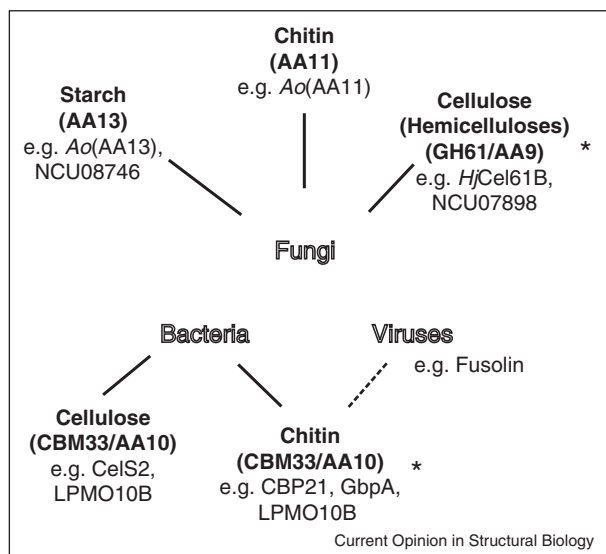 Chitin
(AA11)
e.g. Ao(AA11)
Starch
(AA13)
e.g. Ao(AA13),
NCU08746
Cellulose
(Hemicelluloses)
(GH61/AA9) *
e.g. HjCel61B,
NCU07898
Fungi
Bacteria
Viruses
e.g. Fusolin
Cellulose
(CBM33/AA10)
e.g. CelS2,
LPMO10B
Chitin
(CBM33/AA10) *
e.g. CBP21, GbpA,
LPMO10B
Current Opinion in Structural Biology